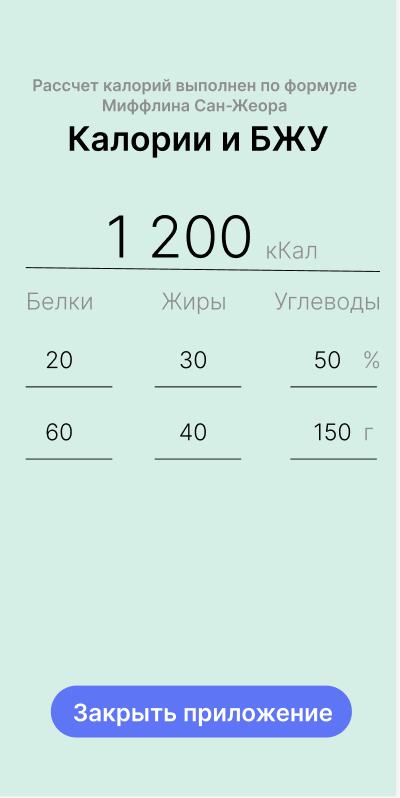 Рассчет калорий выполнен по формуле
Миффлина Сан-Жеора
Калории и БЖУ
1 200 кКал
Белки Жиры Углеводы
20 30 50 %
60 40 150 г
Закрыть приложение